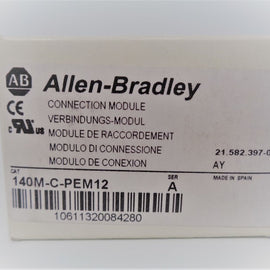 AB Allen-Bradley
CONNECTION MODULE
VERBINDUNGS-MODUL
MODULE DE RACCORDEMENT
MODULO DI CONNESSIONE 21.582.397-0
MODULO DE CONEXION AY
CAT SER MADE IN SPAIN
140M-C-PEM12 A
10611320084280